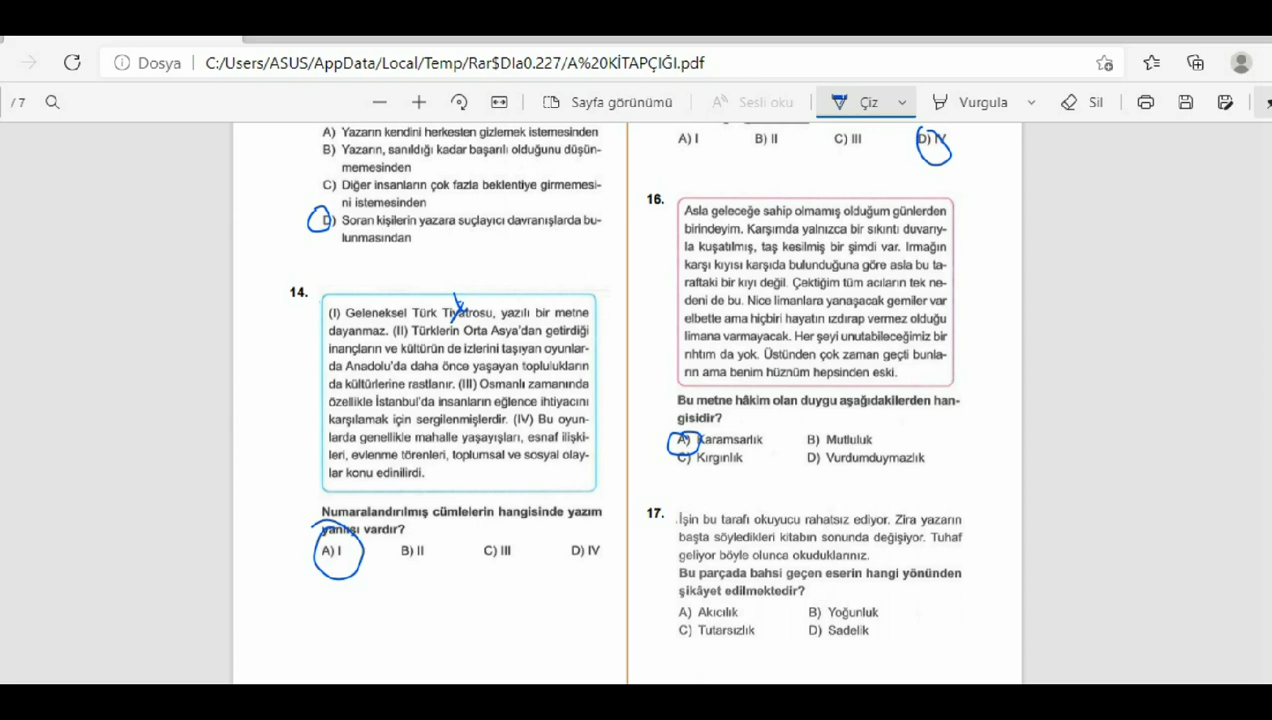 Dosya
C:/Users/ASUS/AppData/Local/Temp/Rar$DIa0.227/A%20KİTAPÇIĞI.pdf
/7
Sayfa görünümü
Sesli oku
Çiz
Vurgula
Sil
A) Yazarın kendini herkesten gizlemek istemesinden
B) Yazarın, sanıldığı kadar başarılı olduğunu düşün-
memesinden
C) Diğer insanların çok fazla beklentiye girmemesi-
ni istemesinden
D) Soran kişilerin yazara suçlayıcı davranışlarda bu-
lunmasından
14.
(I) Geleneksel Türk Tiyatrosu, yazılı bir metne
dayanmaz. (II) Türklerin Orta Asya'dan getirdiği
inançların ve kültürün de izlerini taşıyan oyunlar-
da Anadolu'da daha önce yaşayan toplulukların
da kültürlerine rastlanır. (III) Osmanlı zamanında
özellikle İstanbul'da insanların eğlence ihtiyacını
karşılamak için sergilenmişlerdir. (IV) Bu oyun-
larda genellikle mahalle yaşayışları, esnaf ilişki-
leri, evlenme törenleri, toplumsal ve sosyal olay-
lar konu edinilirdi.
Numaralandırılmış cümlelerin hangisinde yazım
yanlışı vardır?
A) I B) II C) III D) IV
A) I B) II C) III D) IV
16.
Asla geleceğe sahip olmamış olduğum günlerden
birindeyim. Karşımda yalnızca bir sıkıntı duvarıy-
la kuşatılmış, taş kesilmiş bir şimdi var. Irmağın
karşı kıyısı karşıda bulunduğuna göre asla bu ta-
raftaki bir kıyı değil. Çektiğim tüm acıların tek ne-
deni de bu. Nice limanlara yanaşacak gemiler var
elbetle ama hiçbiri hayatın ızdırap vermez olduğu
limana varmayacak. Her şeyi unutabileceğimiz bir
rıhtım da yok. Üstünden çok zaman geçti bunla-
rın ama benim hüznüm hepsinden eski.
Bu metne hâkim olan duygu aşağıdakilerden han-
gisidir?
A) Karamsarlık B) Mutluluk
C) Kırgınlık D) Vurdumduymazlık
17.
İşin bu tarafı okuyucu rahatsız ediyor. Zira yazarın
başta söyledikleri kitabın sonunda değişiyor. Tuhaf
geliyor böyle olunca okuduklarınız.
Bu parçada bahsi geçen eserin hangi yönünden
şikâyet edilmektedir?
A) Akıcılık B) Yoğunluk
C) Tutarsızlık D) Sadelik